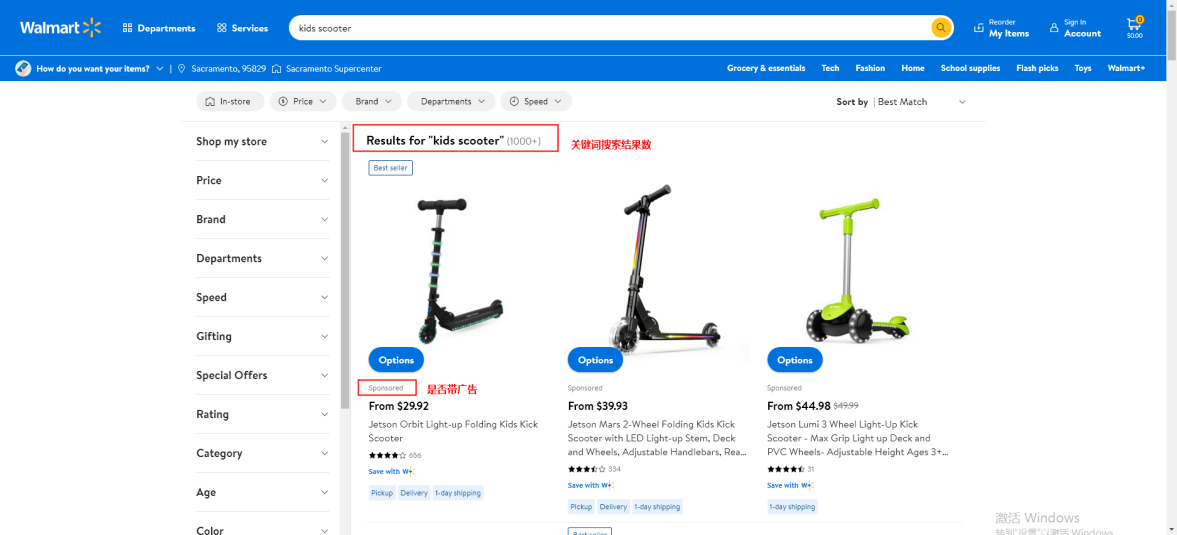 Walmart
Departments
Services
kids scooter
Reorder
My Items
Sign In
Account
0
$0.00
How do you want your items?
Sacramento, 95829
Sacramento Supercenter
Grocery & essentials
Tech
Fashion
Home
School supplies
Flash picks
Toys
Walmart+
In-store
Price
Brand
Departments
Speed
Sort by | Best Match
Shop my store
Price
Brand
Departments
Speed
Gifting
Special Offers
Rating
Category
Age
Color
Results for "kids scooter" (1000+)
关键词搜索结果数
Best seller
Options
Sponsored
是否带广告
From $29.92
Jetson Orbit Light-up Folding Kids Kick
Scooter
656
Save with W+
Pickup
Delivery
1-day shipping
Options
Sponsored
From $39.93
Jetson Mars 2-Wheel Folding Kids Kick
Scooter with LED Light-up Stem, Deck
and Wheels, Adjustable Handlebars, Rea...
334
Save with W+
Pickup
Delivery
1-day shipping
Best seller
Options
Sponsored
From $44.98 $49.99
Jetson Lumi 3 Wheel Light-Up Kick
Scooter - Max Grip Light up Deck and
PVC Wheels- Adjustable Height Ages 3+...
31
Save with W+
1-day shipping
激活 Windows
转到"设置"以激活 Windows